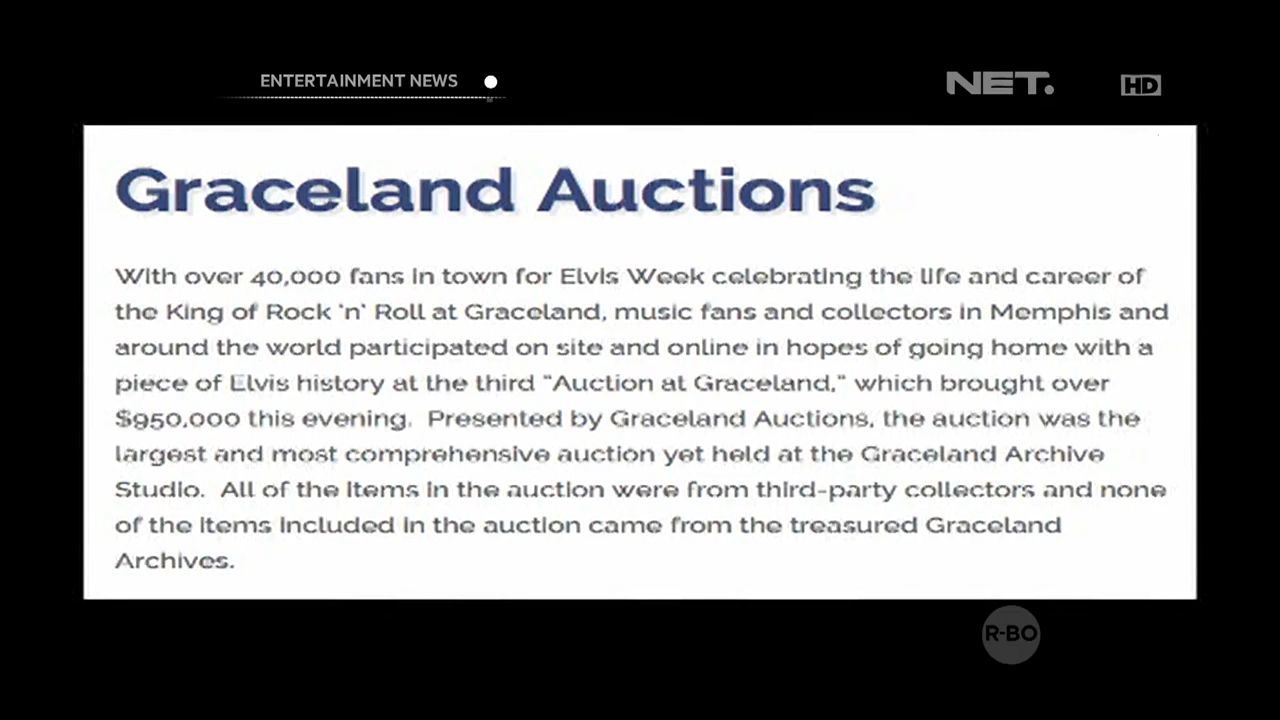 ENTERTAINMENT NEWS
NET.
HD
Graceland Auctions
With over 40,000 fans in town for Elvis Week celebrating the life and career of
the King of Rock 'n' Roll at Graceland, music fans and collectors in Memphis and
around the world participated on site and online in hopes of going home with a
piece of Elvis history at the third "Auction at Graceland," which brought over
$950,000 this evening.  Presented by Graceland Auctions, the auction was the
largest and most comprehensive auction yet held at the Graceland Archive
Studio.  All of the items in the auction were from third-party collectors and none
of the items included in the auction came from the treasured Graceland
Archives.
R-BO